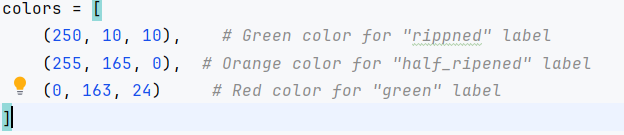 colors = [
    (250, 10, 10),    # Green color for "rippned" label
    (255, 165, 0),  # Orange color for "half_ripened" label
    (0, 163, 24)     # Red color for "green" label
]